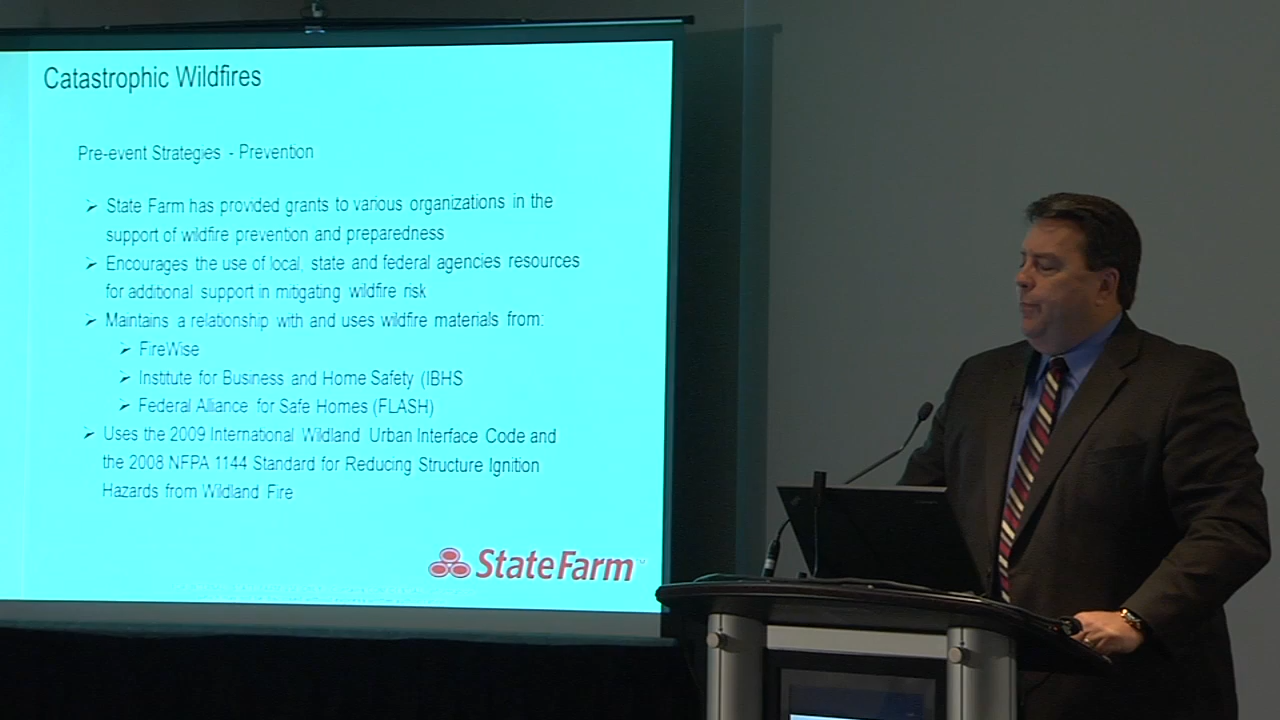 Catastrophic Wildfires
Pre-event Strategies - Prevention
➢ State Farm has provided grants to various organizations in the
support of wildfire prevention and preparedness
➢ Encourages the use of local, state and federal agencies resources
for additional support in mitigating wildfire risk
➢ Maintains a relationship with and uses wildfire materials from:
➢ FireWise
➢ Institute for Business and Home Safety (IBHS
➢ Federal Alliance for Safe Homes (FLASH)
➢ Uses the 2009 International Wildland Urban Interface Code and
the 2008 NFPA 1144 Standard for Reducing Structure Ignition
Hazards from Wildland Fire
StateFarm™